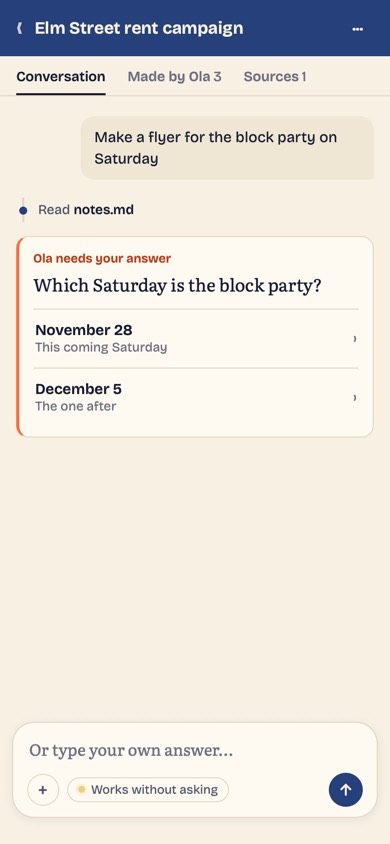 Elm Street rent campaign
Conversation Made by Ola 3 Sources 1
Make a flyer for the block party on
Saturday
Read notes.md
Ola needs your answer
Which Saturday is the block party?
November 28
This coming Saturday
December 5
The one after
Or type your own answer...
Works without asking